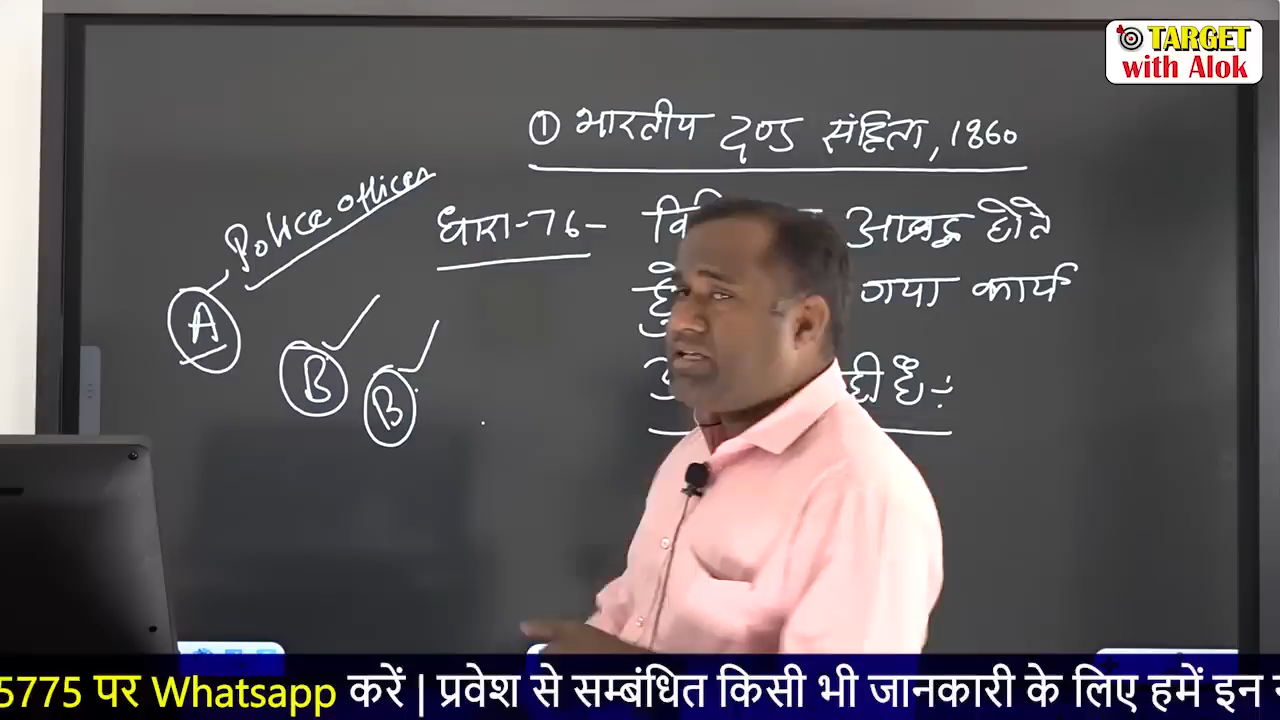 TARGET
with Alok
① भारतीय दण्ड संहिता, 1860
Police officer
धारा-76- आबद्ध होते
गया कार्य
A
B
B
5775 पर Whatsapp करें | प्रवेश से सम्बंधित किसी भी जानकारी के लिए हमें इन